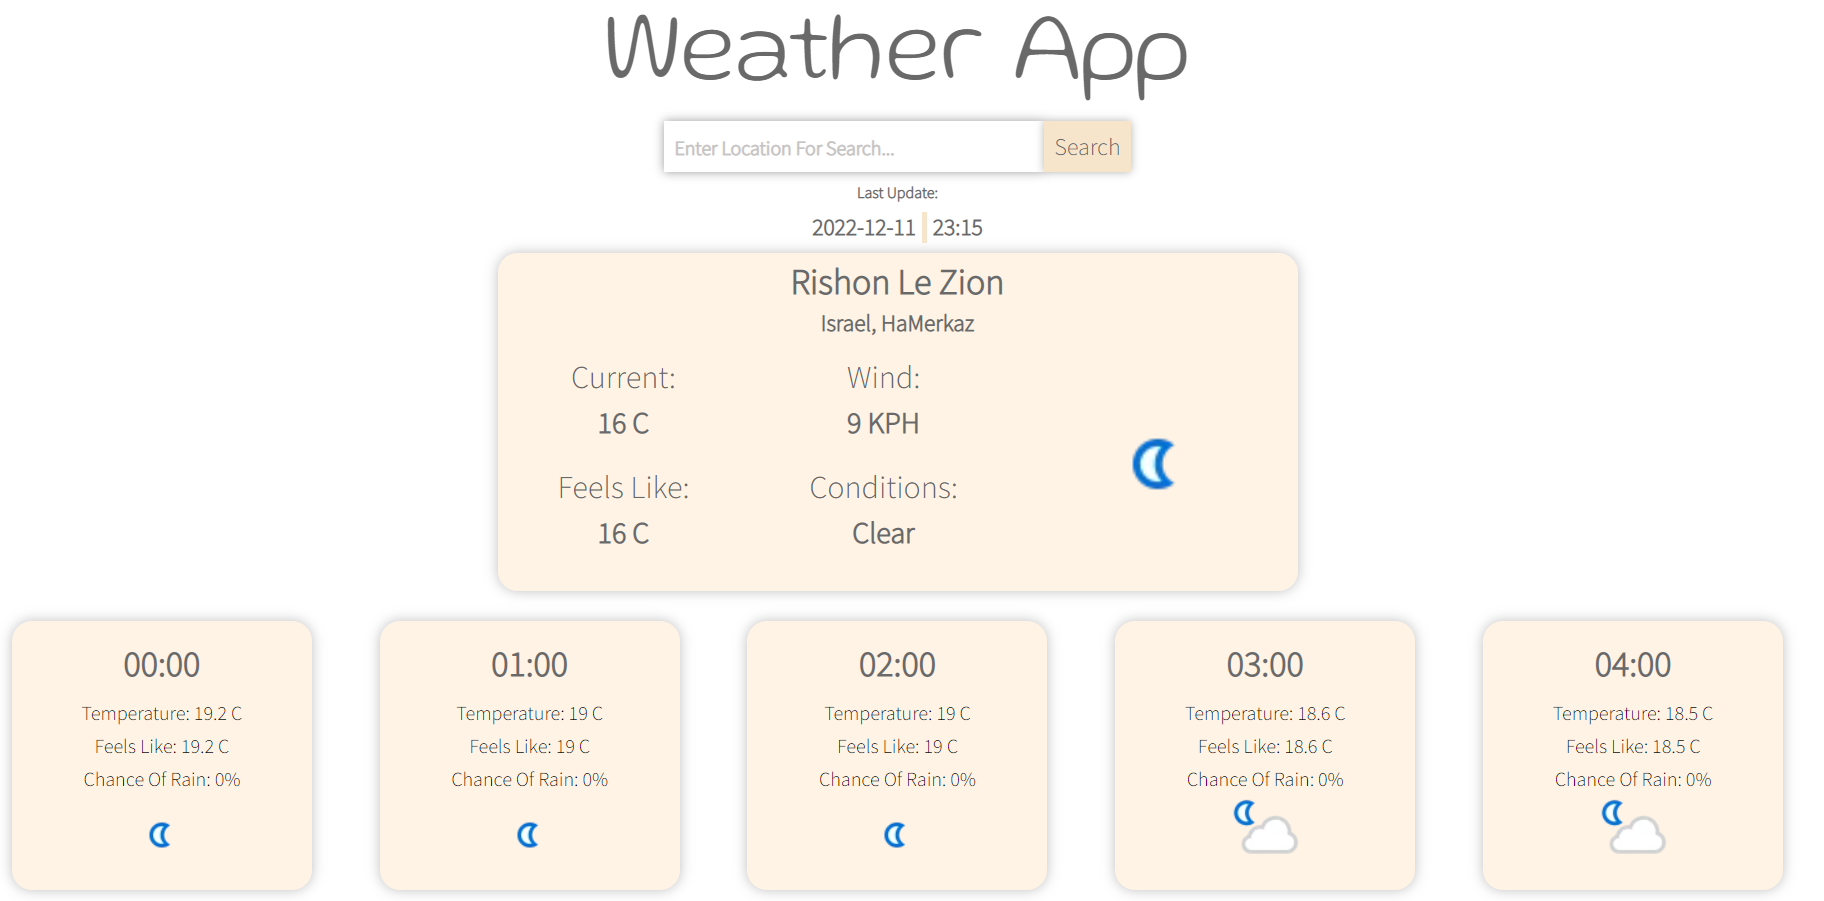 Weather App
Enter Location For Search...
Search
Last Update:
2022-12-11 23:15
Rishon Le Zion
Israel, HaMerkaz
Current:
16 C
Wind:
9 KPH
Feels Like:
16 C
Conditions:
Clear
00:00
Temperature: 19.2 C
Feels Like: 19.2 C
Chance Of Rain: 0%
01:00
Temperature: 19 C
Feels Like: 19 C
Chance Of Rain: 0%
02:00
Temperature: 19 C
Feels Like: 19 C
Chance Of Rain: 0%
03:00
Temperature: 18.6 C
Feels Like: 18.6 C
Chance Of Rain: 0%
04:00
Temperature: 18.5 C
Feels Like: 18.5 C
Chance Of Rain: 0%